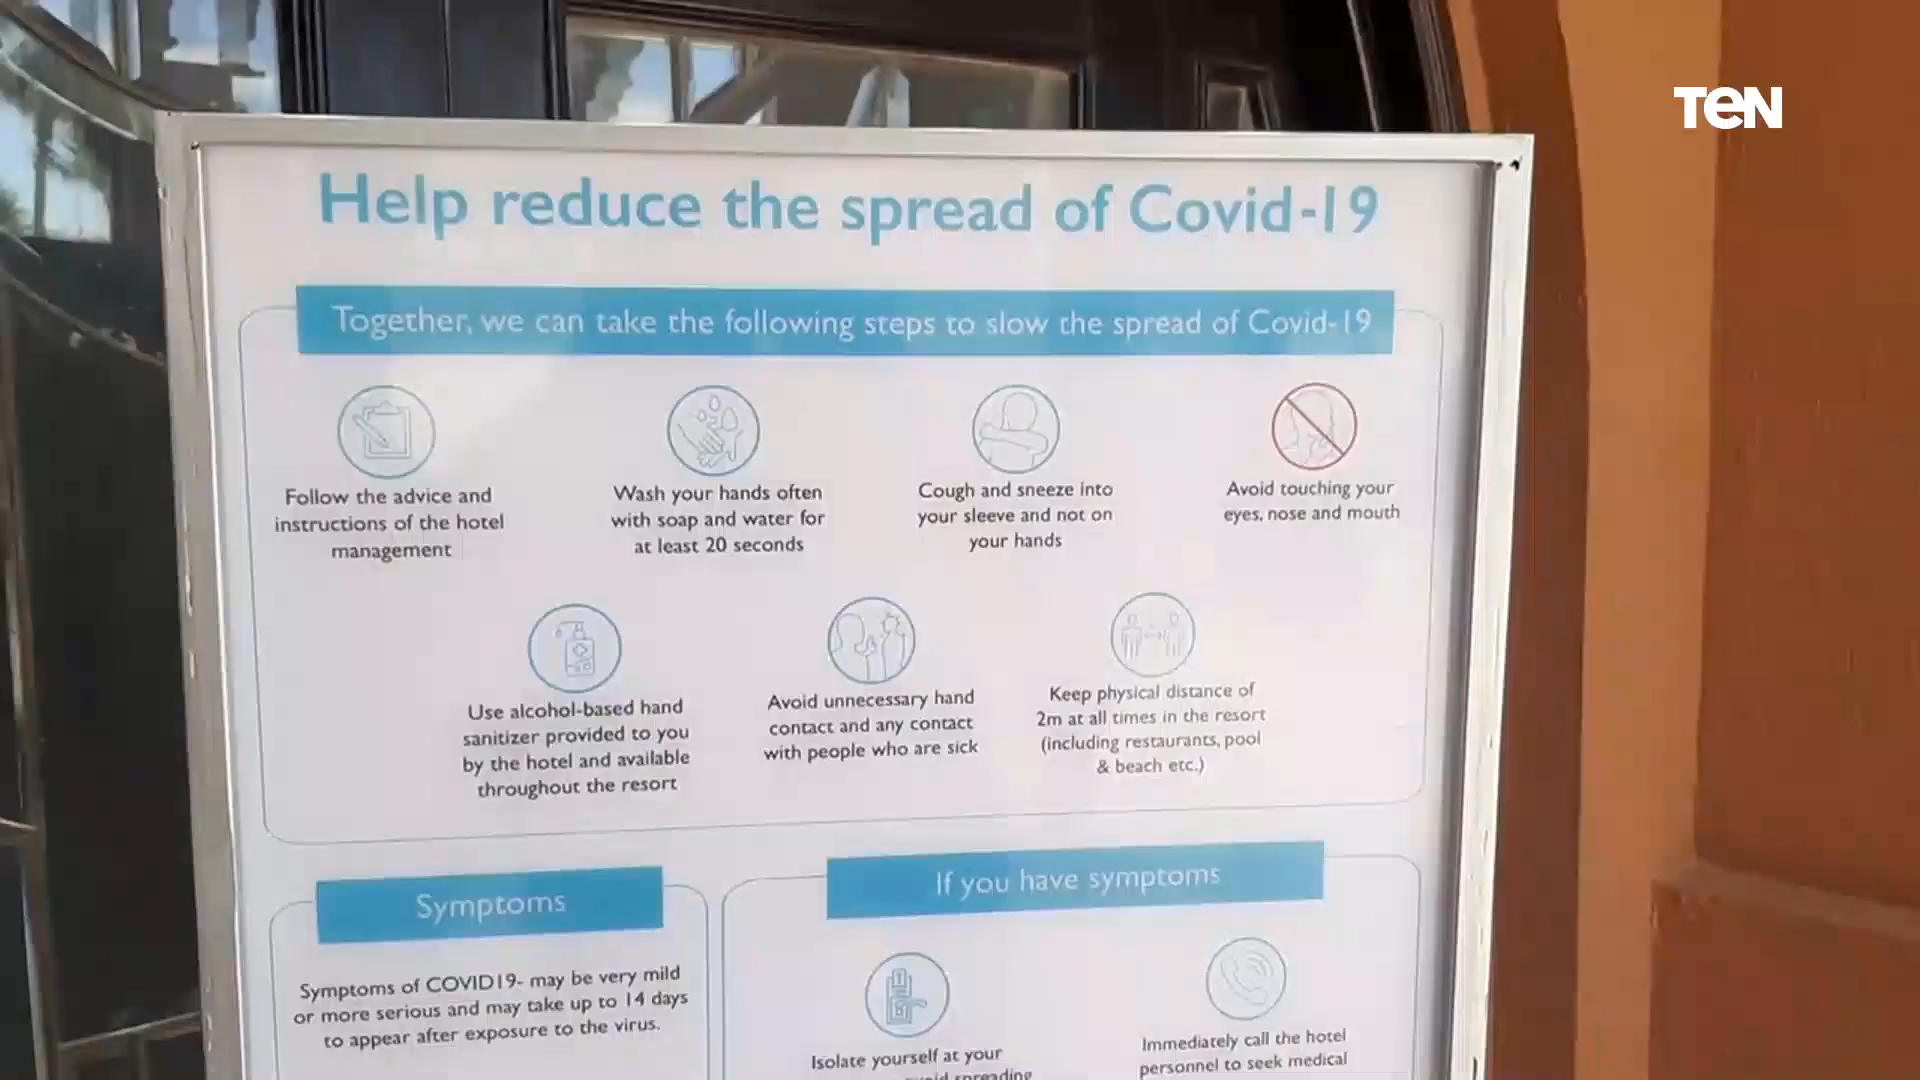 TEN
Help reduce the spread of Covid-19
Together, we can take the following steps to slow the spread of Covid-19
Follow the advice and
instructions of the hotel
management
Wash your hands often
with soap and water for
at least 20 seconds
Cough and sneeze into
your sleeve and not on
your hands
Avoid touching your
eyes, nose and mouth
Use alcohol-based hand
sanitizer provided to you
by the hotel and available
throughout the resort
Avoid unnecessary hand
contact and any contact
with people who are sick
Keep physical distance of
2m at all times in the resort
(including restaurants, pool
& beach etc.)
Symptoms
Symptoms of COVID19- may be very mild
or more serious and may take up to 14 days
to appear after exposure to the virus.
If you have symptoms
Isolate yourself at your
spreading
Immediately call the hotel
personnel to seek medical